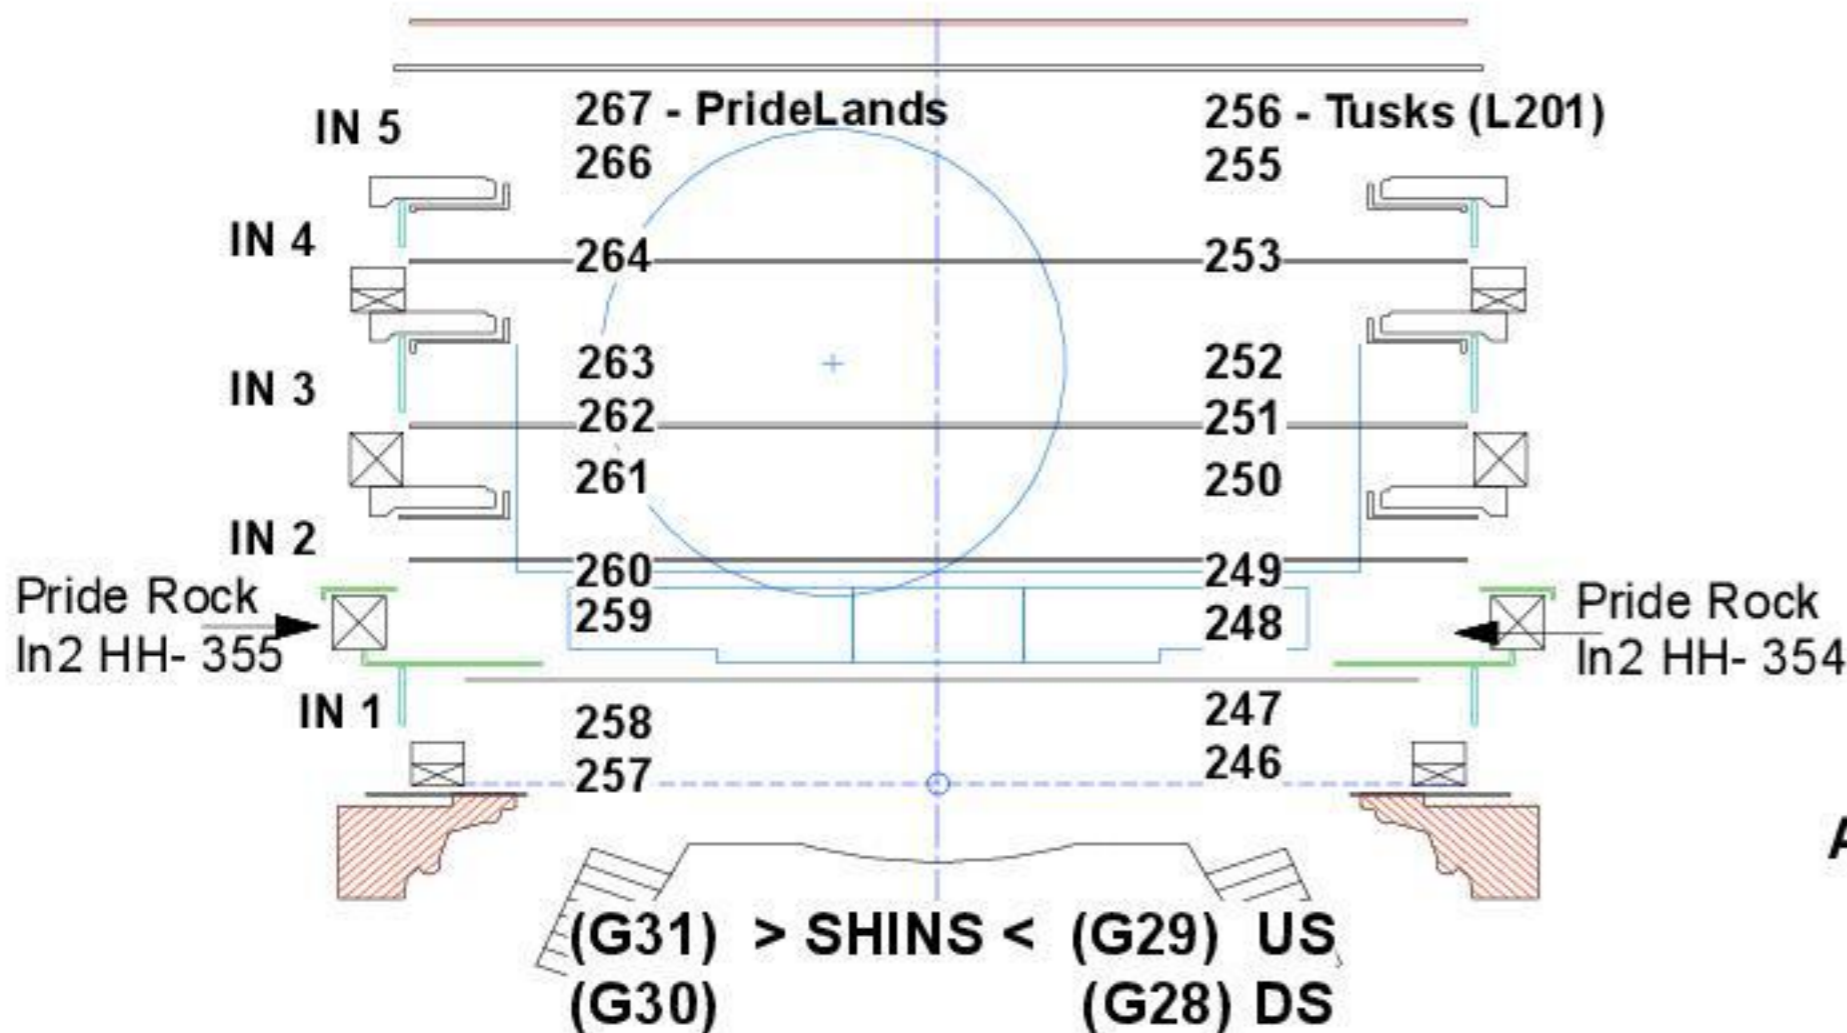 267 - PrideLands
256 - Tusks (L201)
IN 5
266
255
IN 4
264
253
263
252
IN 3
262
251
261
250
IN 2
260
249
Pride Rock
In2 HH- 355
259
248
Pride Rock
In2 HH- 354
IN 1
258
247
257
246
A
(G31) > SHINS < (G29) US
(G30) (G28) DS